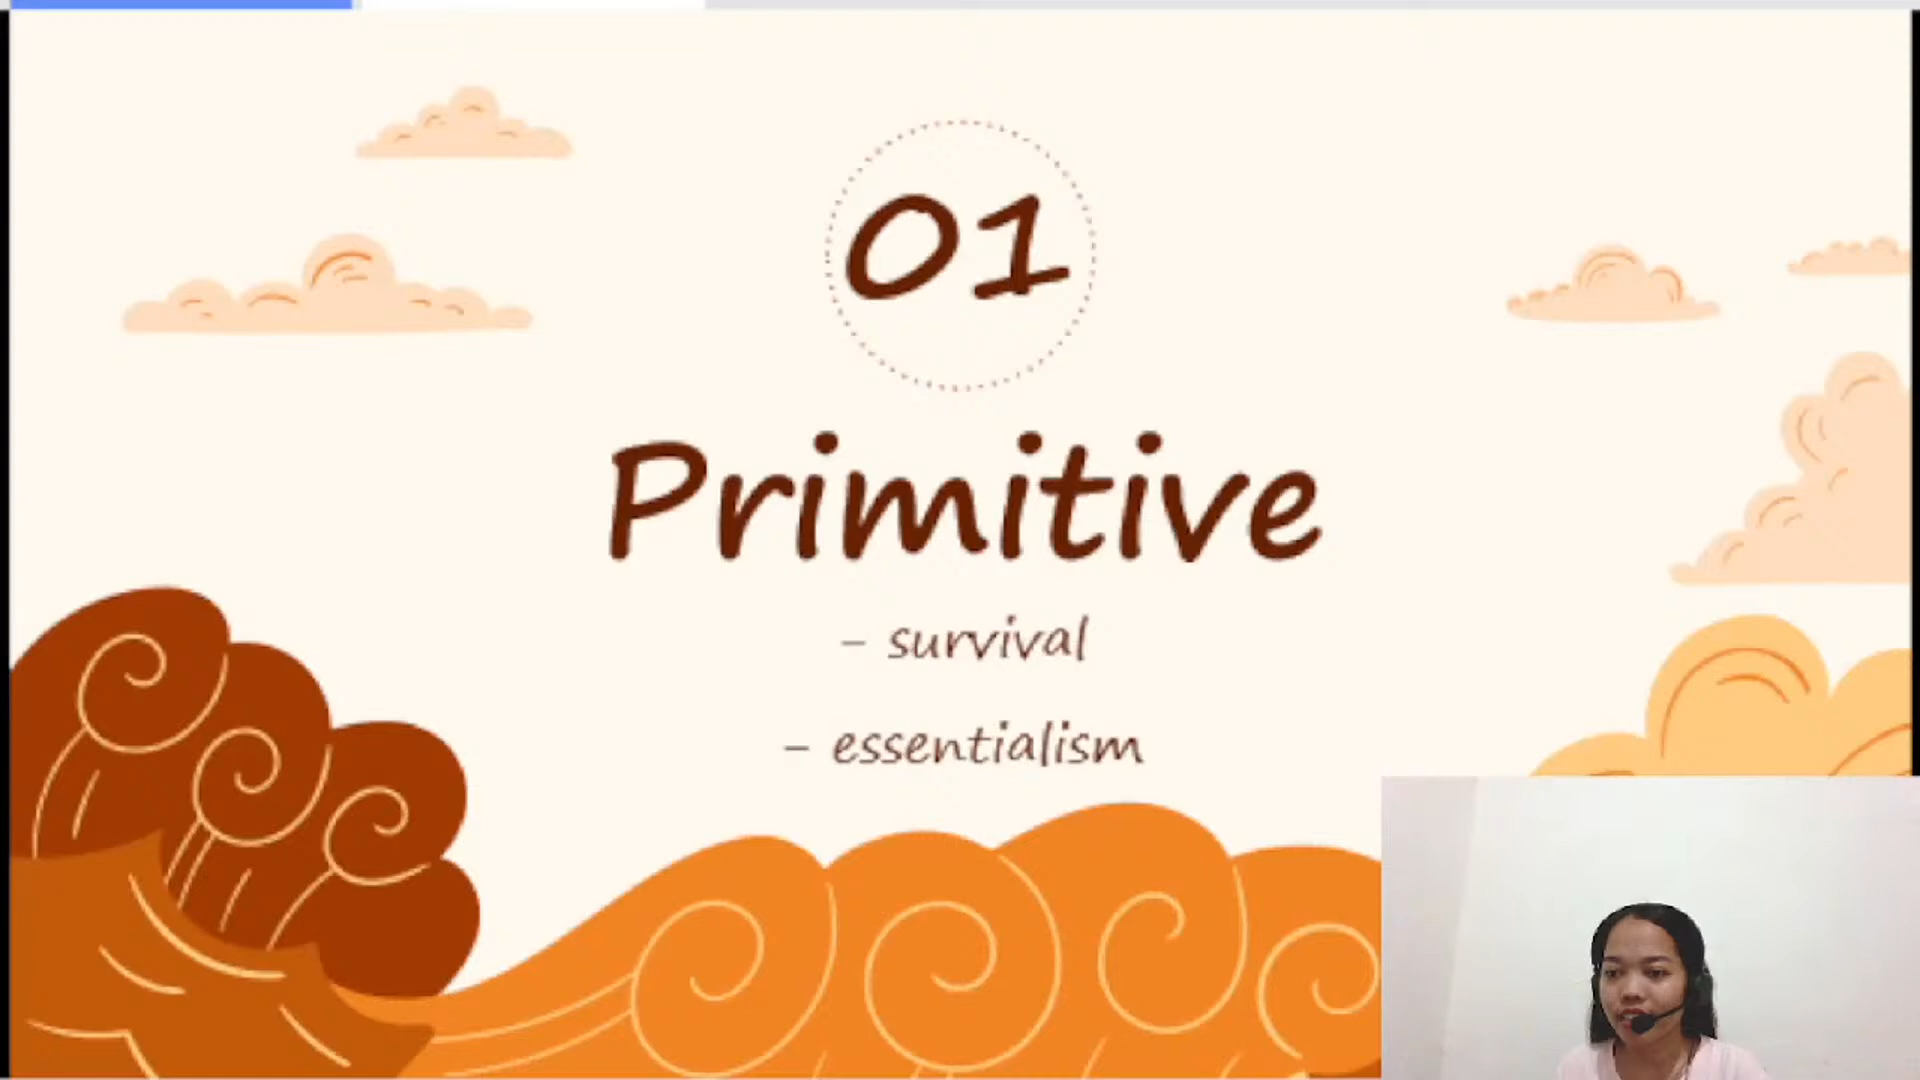 01
Primitive
– survival
– essentialism